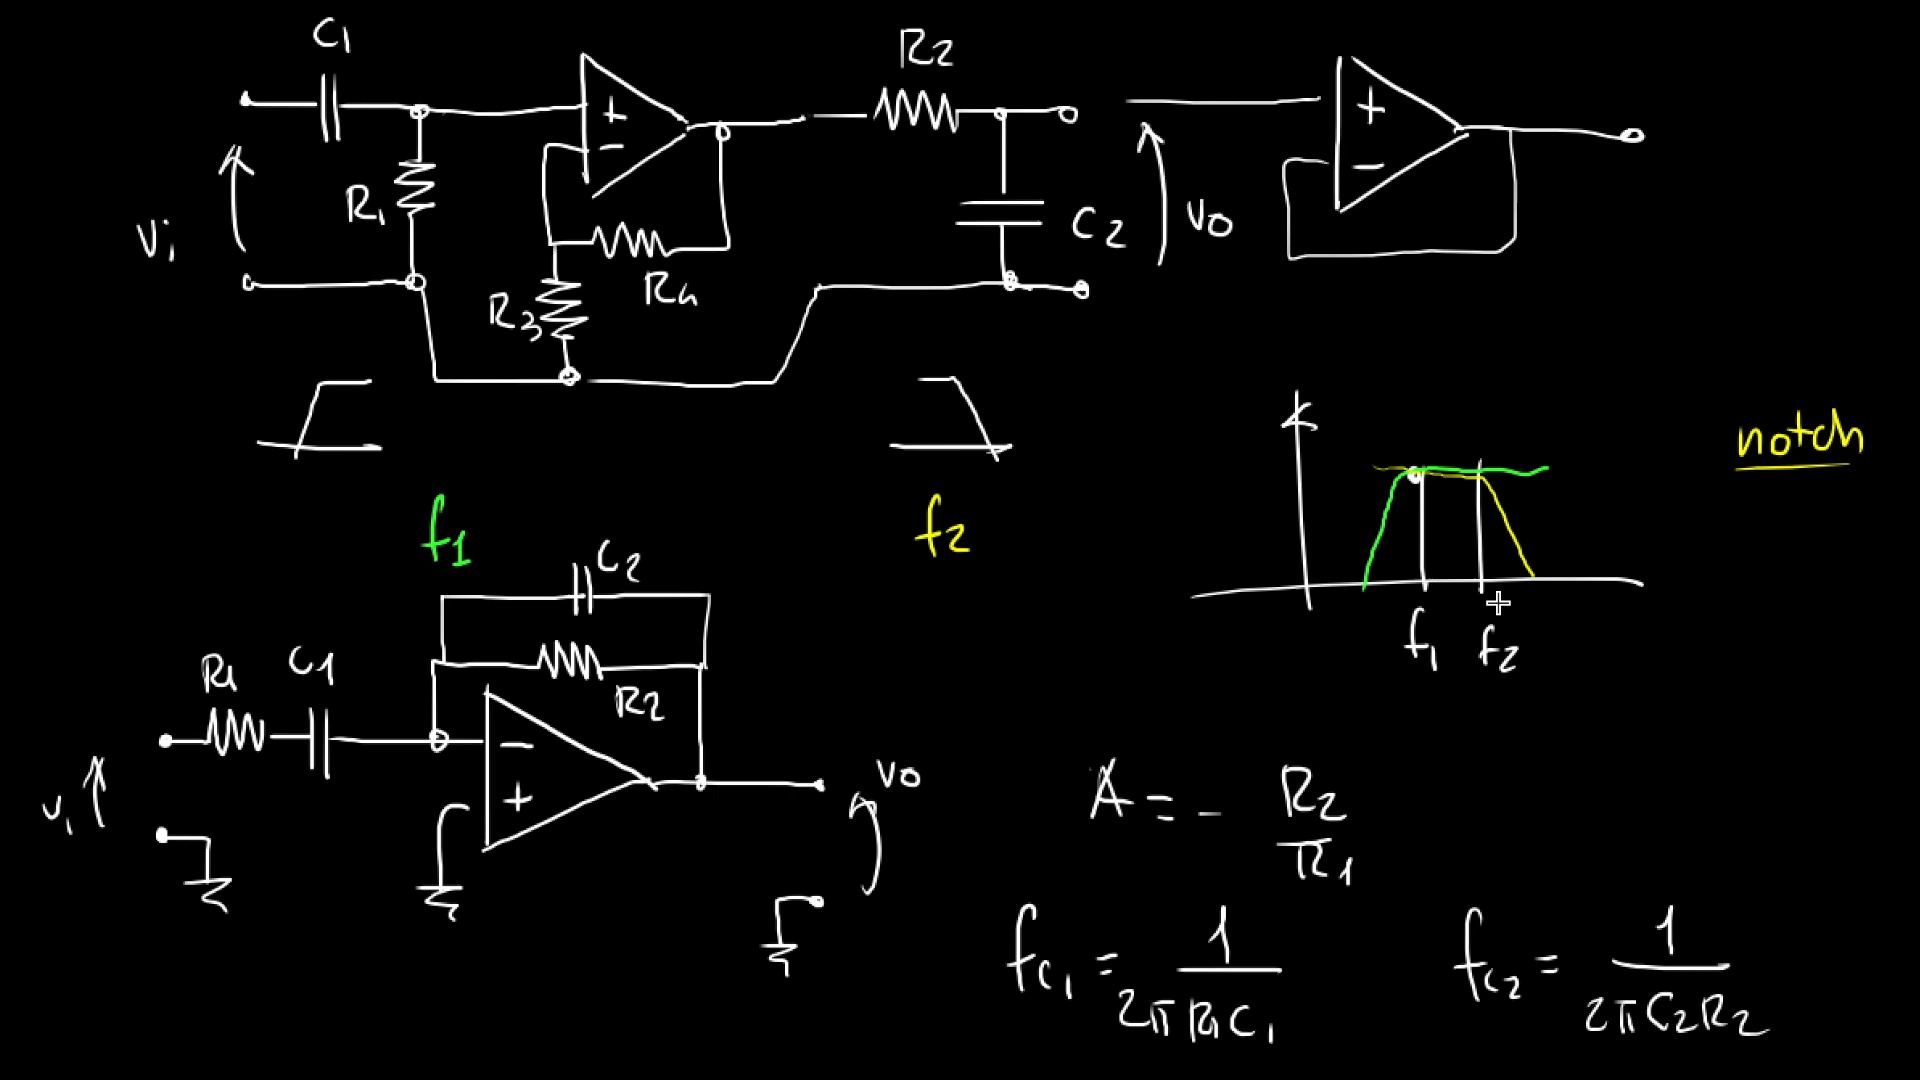 C1
R2
+
−
+
−
R1
Vi
C2
Vo
R4
R3
notch
f1
f2
C2
f1
f2
R1
C1
R2
−
+
vi
Vo
A = - R2/R1
fc1 = 1/2πR1C1
fc2 = 1/2πC2R2